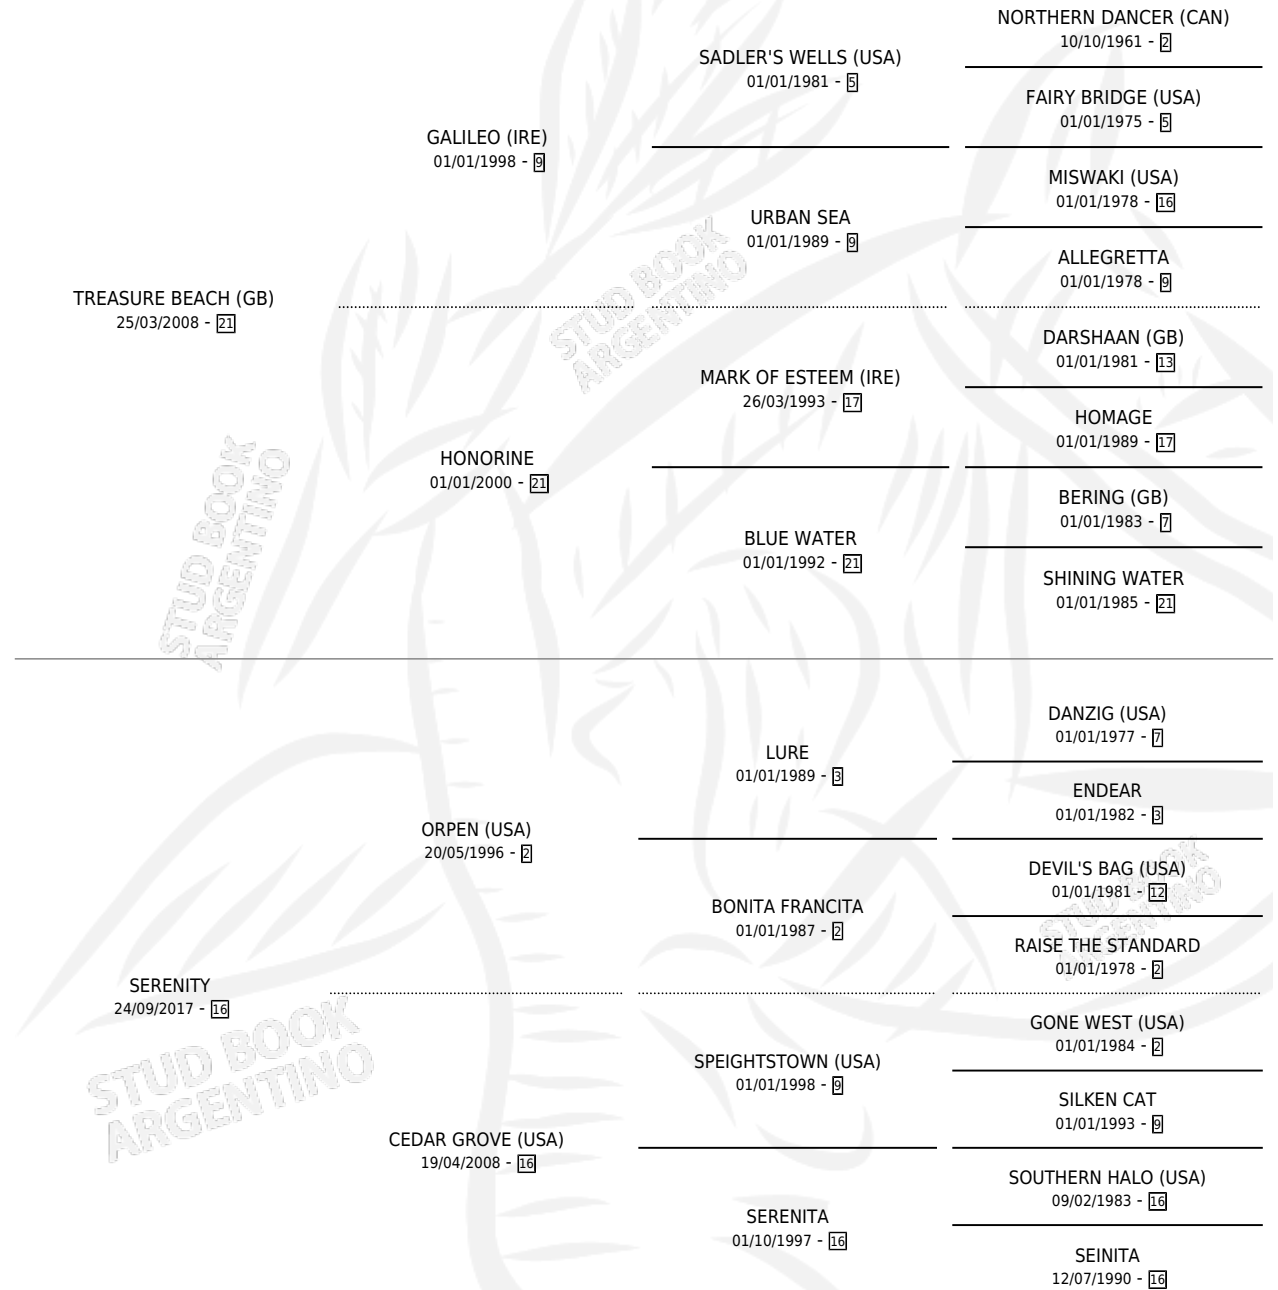 NORTHERN DANCER (CAN)
10/10/1961 - 2
SADLER'S WELLS (USA)
01/01/1981 - 5
FAIRY BRIDGE (USA)
01/01/1975 - 5
GALILEO (IRE)
01/01/1998 - 9
MISWAKI (USA)
01/01/1978 - 16
URBAN SEA
01/01/1989 - 9
ALLEGRETTA
01/01/1978 - 9
TREASURE BEACH (GB)
25/03/2008 - 21
DARSHAAN (GB)
01/01/1981 - 13
MARK OF ESTEEM (IRE)
26/03/1993 - 17
HOMAGE
01/01/1989 - 17
HONORINE
01/01/2000 - 21
BERING (GB)
01/01/1983 - 7
BLUE WATER
01/01/1992 - 21
SHINING WATER
01/01/1985 - 21
DANZIG (USA)
01/01/1977 - 7
LURE
01/01/1989 - 3
ENDEAR
01/01/1982 - 3
ORPEN (USA)
20/05/1996 - 2
DEVIL'S BAG (USA)
01/01/1981 - 12
BONITA FRANCITA
01/01/1987 - 2
RAISE THE STANDARD
01/01/1978 - 2
SERENITY
24/09/2017 - 16
GONE WEST (USA)
01/01/1984 - 2
SPEIGHTSTOWN (USA)
01/01/1998 - 9
SILKEN CAT
01/01/1993 - 9
CEDAR GROVE (USA)
19/04/2008 - 16
SOUTHERN HALO (USA)
09/02/1983 - 16
SERENITA
01/10/1997 - 16
SEINITA
12/07/1990 - 16
STUD BOOK
ARGENTINO
STUD BOOK
ARGENTINO
STUD BOOK
ARGENTINO
STUD BOOK
ARGENTINO